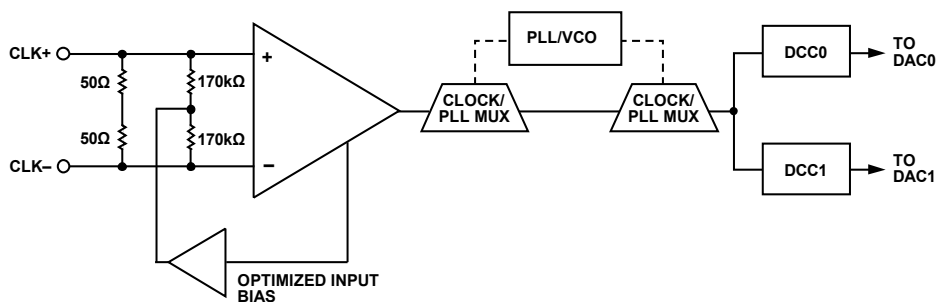 CLK+
50Ω
170kΩ
+
50Ω
170kΩ
CLK–
–
OPTIMIZED INPUT
BIAS
PLL/VCO
CLOCK/
PLL MUX
CLOCK/
PLL MUX
DCC0
TO
DAC0
DCC1
TO
DAC1